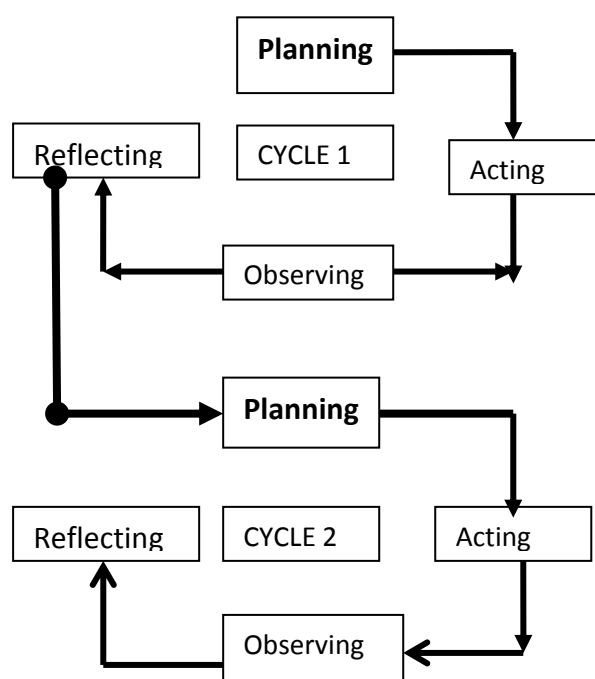 Planning
Reflecting
CYCLE 1
Acting
Observing
Planning
Reflecting
CYCLE 2
Acting
Observing